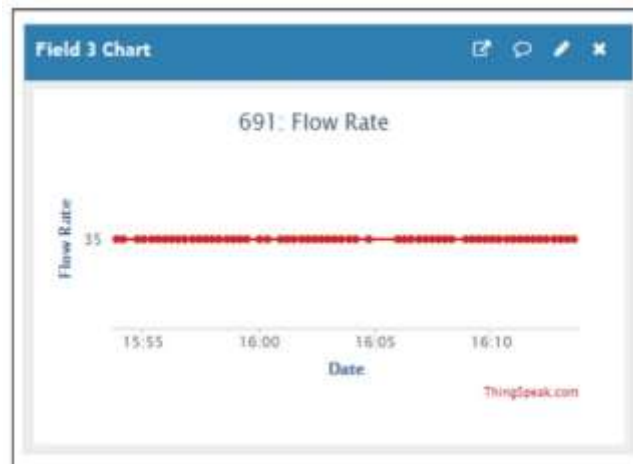 Field 3 Chart
691: Flow Rate
Flow Rate
35
15:55
16:00
16:05
16:10
Date
ThingSpeak.com